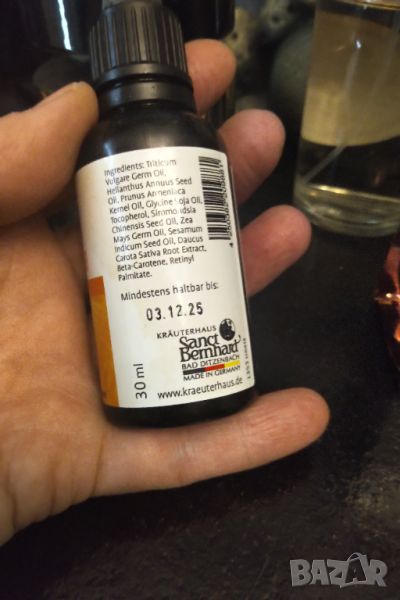 Ingredients: Triticum
Vulgare Germ Oil,
Helianthus Annuus Seed
Oil, Prunus Armeniaca
Kernel Oil, Glycine Soja Oil,
Tocopherol, Simmondsia
Chinensis Seed Oil, Zea
Mays Germ Oil, Sesamum
Indicum Seed Oil, Daucus
Carota Sativa Root Extract,
Beta-Carotene, Retinyl
Palmitate.
Mindestens haltbar bis:
03.12.25
KRÄUTERHAUS
Sanct
Bernhard
BAD DITZENBACH
MADE IN GERMANY
www.kraeuterhaus.de
30 ml
BAZAR